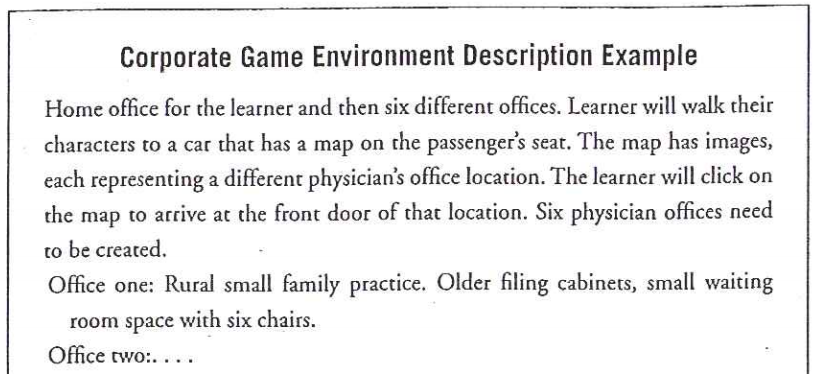 Corporate Game Environment Description Example
Home office for the learner and then six different offices. Learner will walk their
characters to a car that has a map on the passenger's seat. The map has images,
each representing a different physician's office location. The learner will click on
the map to arrive at the front door of that location. Six physician offices need
to be created.
Office one: Rural small family practice. Older filing cabinets, small waiting
room space with six chairs.
Office two:. . . .